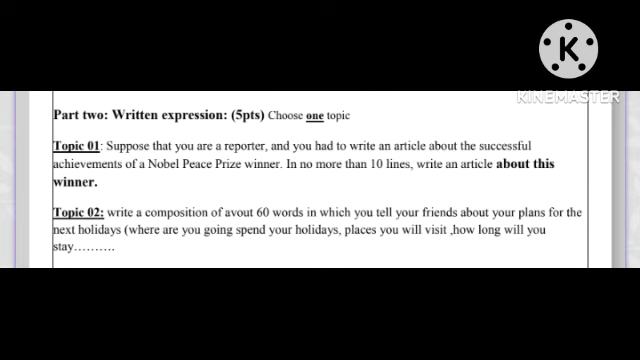 K
KINEMASTER
Part two: Written expression: (5pts) Choose one topic
Topic 01: Suppose that you are a reporter, and you had to write an article about the successful
achievements of a Nobel Peace Prize winner. In no more than 10 lines, write an article about this
winner.
Topic 02: write a composition of avout 60 words in which you tell your friends about your plans for the
next holidays (where are you going spend your holidays, places you will visit ,how long will you
stay..........